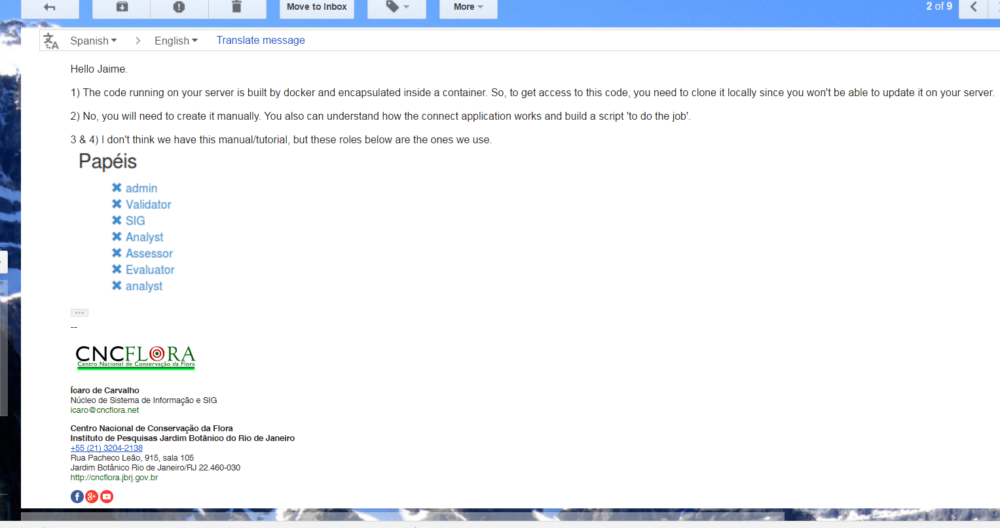 Move to Inbox
More
2 of 9
Spanish
English
Translate message
Hello Jaime.
1) The code running on your server is built by docker and encapsulated inside a container. So, to get access to this code, you need to clone it locally since you won't be able to update it on your server.
2) No, you will need to create it manually. You also can understand how the connect application works and build a script 'to do the job'.
3 & 4) I don't think we have this manual/tutorial, but these roles below are the ones we use.
Papéis
✖ admin
✖ Validator
✖ SIG
✖ Analyst
✖ Assessor
✖ Evaluator
✖ analyst
...
--
CNCFLORA
Centro Nacional de Conservação da Flora
Ícaro de Carvalho
Núcleo de Sistema de Informação e SIG
icaro@cncflora.net
Centro Nacional de Conservação da Flora
Instituto de Pesquisas Jardim Botânico do Rio de Janeiro
+55 (21) 3204-2138
Rua Pacheco Leão, 915, sala 105
Jardim Botânico Rio de Janeiro/RJ 22.460-030
http://cncflora.jbrj.gov.br